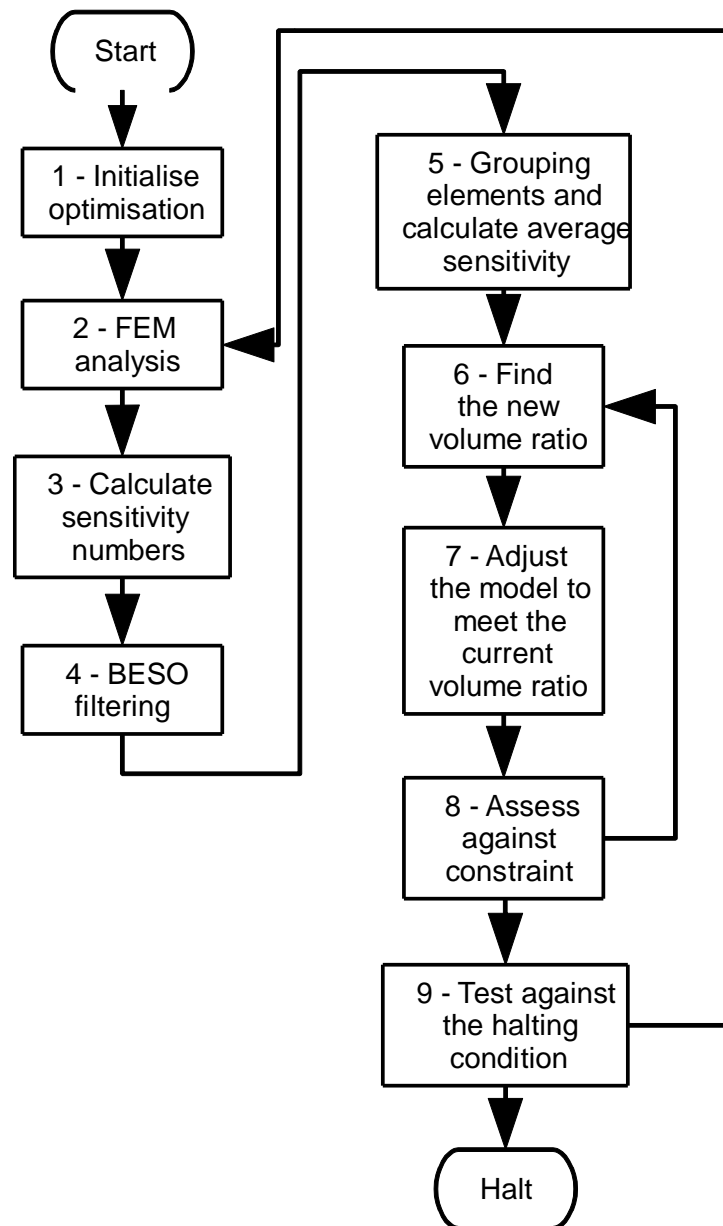 Start
1 - Initialise
optimisation
2 - FEM
analysis
3 - Calculate
sensitivity
numbers
4 - BESO
filtering
5 - Grouping
elements and
calculate average
sensitivity
6 - Find
the new
volume ratio
7 - Adjust
the model to
meet the
current
volume ratio
8 - Assess
against
constraint
9 - Test against
the halting
condition
Halt